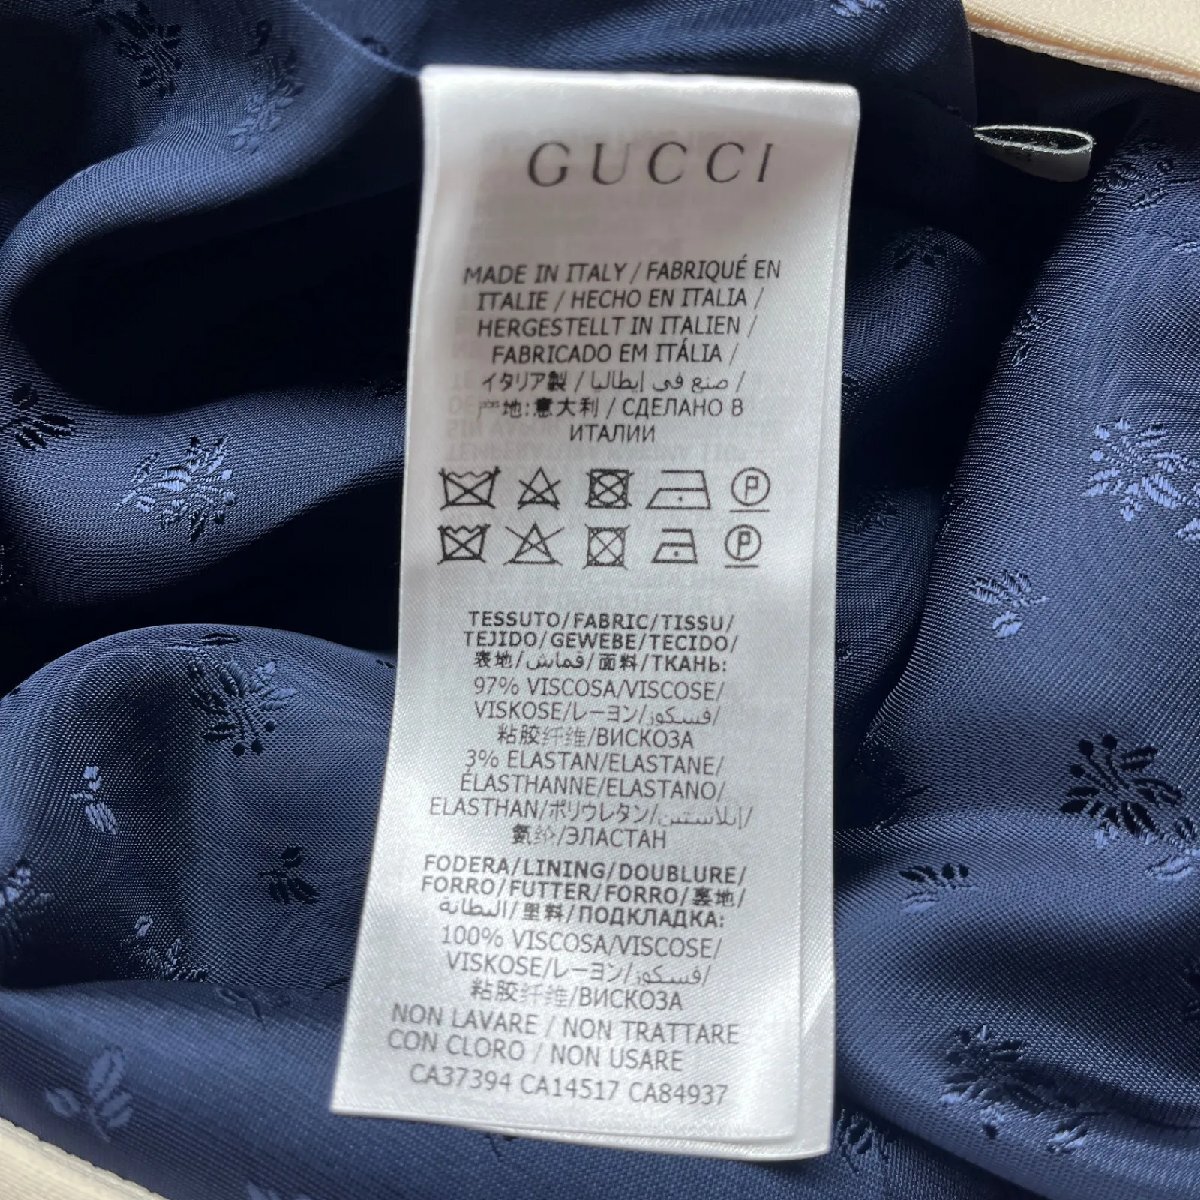 GUCCI
MADE IN ITALY / FABRIQUÉ EN
ITALIE / HECHO EN ITALIA /
HERGESTELLT IN ITALIEN /
FABRICADO EM ITÁLIA /
イタリア製 / صنع في إيطاليا /
产地:意大利 / СДЕЛАНО В
ИТАЛИИ
P
P
TESSUTO/FABRIC/TISSU/
TEJIDO/GEWEBE/TECIDO/
表地/قماش/面料/ТКАНЬ:
97% VISCOSA/VISCOSE/
VISKOSE/レーヨン/فسكوز/
粘胶纤维/ВИСКОЗА
3% ELASTAN/ELASTANE/
ÉLASTHANNE/ELASTANO/
ELASTHAN/ポリウレタン/إيلاستين/
氨纶/ЭЛАСТАН
FODERA/LINING/DOUBLURE/
FORRO/FUTTER/FORRO/裏地/
البطانة/里料/ПОДКЛАДКА:
100% VISCOSA/VISCOSE/
VISKOSE/レーヨン/فسكوز/
粘胶纤维/ВИСКОЗА
NON LAVARE / NON TRATTARE
CON CLORO / NON USARE
CA37394 CA14517 CA84937